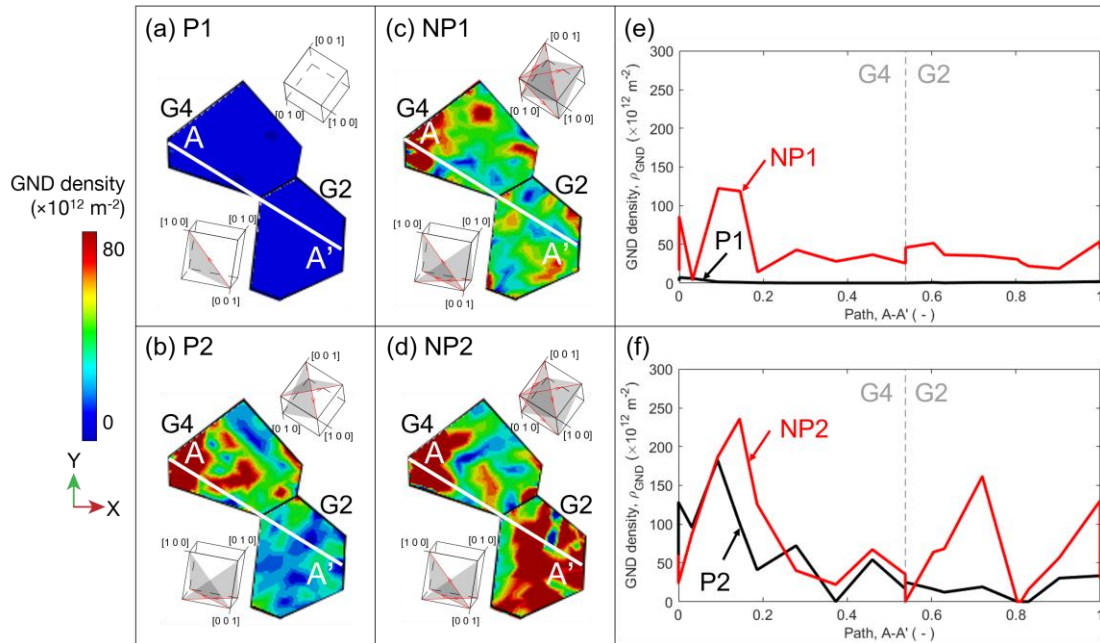 GND density
(×10¹² m⁻²)
80
0
Y
X
(a) P1
[0 0 1]
[0 1 0]
[1 0 0]
G4
A
G2
A'
[1 0 0]
[0 1 0]
[0 0 1]
(c) NP1
[0 0 1]
[0 1 0]
[1 0 0]
G4
A
G2
A'
[1 0 0]
[0 1 0]
[0 0 1]
(e)
300
250
200
150
100
50
0
GND density, ρGND (×10¹² m⁻²)
G4
G2
NP1
P1
0
0.2
0.4
0.6
0.8
1
Path, A-A' ( - )
(b) P2
[0 0 1]
[0 1 0]
[1 0 0]
G4
A
G2
A'
[1 0 0]
[0 1 0]
[0 0 1]
(d) NP2
[0 0 1]
[0 1 0]
[1 0 0]
G4
A
G2
A'
[1 0 0]
[0 1 0]
[0 0 1]
(f)
300
250
200
150
100
50
0
GND density, ρGND (×10¹² m⁻²)
G4
G2
NP2
P2
0
0.2
0.4
0.6
0.8
1
Path, A-A' ( - )